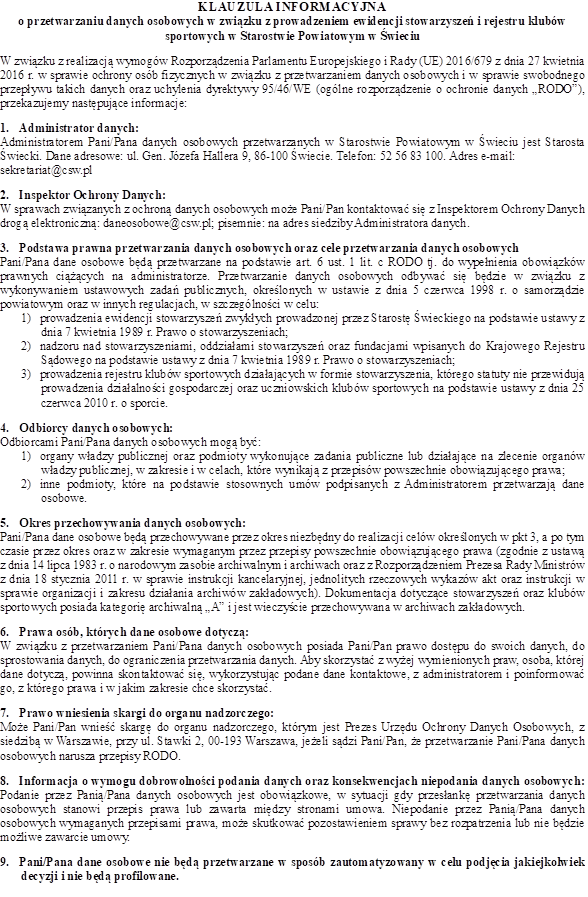 KLAUZULA INFORMACYJNA
o przetwarzaniu danych osobowych w związku z prowadzeniem ewidencji stowarzyszeń i rejestru klubów
sportowych w Starostwie Powiatowym w Świeciu
W związku z realizacją wymogów Rozporządzenia Parlamentu Europejskiego i Rady (UE) 2016/679 z dnia 27 kwietnia
2016 r. w sprawie ochrony osób fizycznych w związku z przetwarzaniem danych osobowych i w sprawie swobodnego
przepływu takich danych oraz uchylenia dyrektywy 95/46/WE (ogólne rozporządzenie o ochronie danych „RODO”),
przekazujemy następujące informacje:
1. Administrator danych:
Administratorem Pani/Pana danych osobowych przetwarzanych w Starostwie Powiatowym w Świeciu jest Starosta
Świecki. Dane adresowe: ul. Gen. Józefa Hallera 9, 86-100 Świecie. Telefon: 52 56 83 100. Adres e-mail:
sekretariat@csw.pl
2. Inspektor Ochrony Danych:
W sprawach związanych z ochroną danych osobowych może Pani/Pan kontaktować się z Inspektorem Ochrony Danych
drogą elektroniczną: daneosobowe@csw.pl; pisemnie: na adres siedziby Administratora danych.
3. Podstawa prawna przetwarzania danych osobowych oraz cele przetwarzania danych osobowych
Pani/Pana dane osobowe będą przetwarzane na podstawie art. 6 ust. 1 lit. c RODO tj. do wypełnienia obowiązków
prawnych ciążących na administratorze. Przetwarzanie danych osobowych odbywać się będzie w związku z
wykonywaniem ustawowych zadań publicznych, określonych w ustawie z dnia 5 czerwca 1998 r. o samorządzie
powiatowym oraz w innych regulacjach, w szczególności w celu:
1) prowadzenia ewidencji stowarzyszeń zwykłych prowadzonej przez Starostę Świeckiego na podstawie ustawy z
dnia 7 kwietnia 1989 r. Prawo o stowarzyszeniach;
2) nadzoru nad stowarzyszeniami, oddziałami stowarzyszeń oraz fundacjami wpisanych do Krajowego Rejestru
Sądowego na podstawie ustawy z dnia 7 kwietnia 1989 r. Prawo o stowarzyszeniach;
3) prowadzenia rejestru klubów sportowych działających w formie stowarzyszenia, którego statuty nie przewidują
prowadzenia działalności gospodarczej oraz uczniowskich klubów sportowych na podstawie ustawy z dnia 25
czerwca 2010 r. o sporcie.
4. Odbiorcy danych osobowych:
Odbiorcami Pani/Pana danych osobowych mogą być:
1) organy władzy publicznej oraz podmioty wykonujące zadania publiczne lub działające na zlecenie organów
władzy publicznej, w zakresie i w celach, które wynikają z przepisów powszechnie obowiązującego prawa;
2) inne podmioty, które na podstawie stosownych umów podpisanych z Administratorem przetwarzają dane
osobowe.
5. Okres przechowywania danych osobowych:
Pani/Pana dane osobowe będą przechowywane przez okres niezbędny do realizacji celów określonych w pkt 3, a po tym
czasie przez okres oraz w zakresie wymaganym przez przepisy powszechnie obowiązującego prawa (zgodnie z ustawą
z dnia 14 lipca 1983 r. o narodowym zasobie archiwalnym i archiwach oraz z Rozporządzeniem Prezesa Rady Ministrów
z dnia 18 stycznia 2011 r. w sprawie instrukcji kancelaryjnej, jednolitych rzeczowych wykazów akt oraz instrukcji w
sprawie organizacji i zakresu działania archiwów zakładowych). Dokumentacja dotyczące stowarzyszeń oraz klubów
sportowych posiada kategorię archiwalną „A” i jest wieczyście przechowywana w archiwach zakładowych.
6. Prawa osób, których dane osobowe dotyczą:
W związku z przetwarzaniem Pani/Pana danych osobowych posiada Pani/Pan prawo dostępu do swoich danych, do
sprostowania danych, do ograniczenia przetwarzania danych. Aby skorzystać z wyżej wymienionych praw, osoba, której
dane dotyczą, powinna skontaktować się, wykorzystując podane dane kontaktowe, z administratorem i poinformować
go, z którego prawa i w jakim zakresie chce skorzystać.
7. Prawo wniesienia skargi do organu nadzorczego:
Może Pani/Pan wnieść skargę do organu nadzorczego, którym jest Prezes Urzędu Ochrony Danych Osobowych, z
siedzibą w Warszawie, przy ul. Stawki 2, 00-193 Warszawa, jeżeli sądzi Pani/Pan, że przetwarzanie Pani/Pana danych
osobowych narusza przepisy RODO.
8. Informacja o wymogu dobrowolności podania danych oraz konsekwencjach niepodania danych osobowych:
Podanie przez Panią/Pana danych osobowych jest obowiązkowe, w sytuacji gdy przesłankę przetwarzania danych
osobowych stanowi przepis prawa lub zawarta między stronami umowa. Niepodanie przez Panią/Pana danych
osobowych wymaganych przepisami prawa, może skutkować pozostawieniem sprawy bez rozpatrzenia lub nie będzie
możliwe zawarcie umowy.
9. Pani/Pana dane osobowe nie będą przetwarzane w sposób zautomatyzowany w celu podjęcia jakiejkolwiek
decyzji i nie będą profilowane.